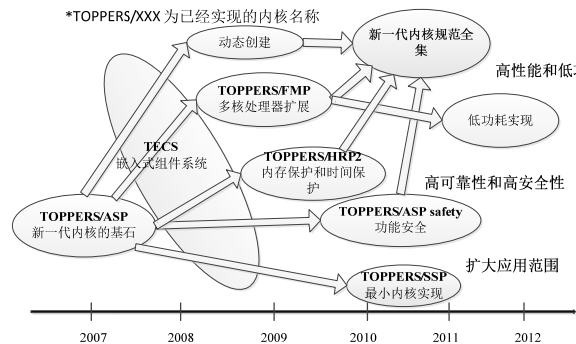 *TOPPERS/XXX 为已经实现的内核名称
动态创建
新一代内核规范全
集
高性能和低
TOPPERS/FMP
多核处理器扩展
低功耗实现
TECS
嵌入式组件系统
TOPPERS/HRP2
内存保护和时间保
护
高可靠性和高安全性
TOPPERS/ASP
新一代内核的基石
TOPPERS/ASP safety
功能安全
扩大应用范围
TOPPERS/SSP
最小内核实现
2007 2008 2009 2010 2011 2012